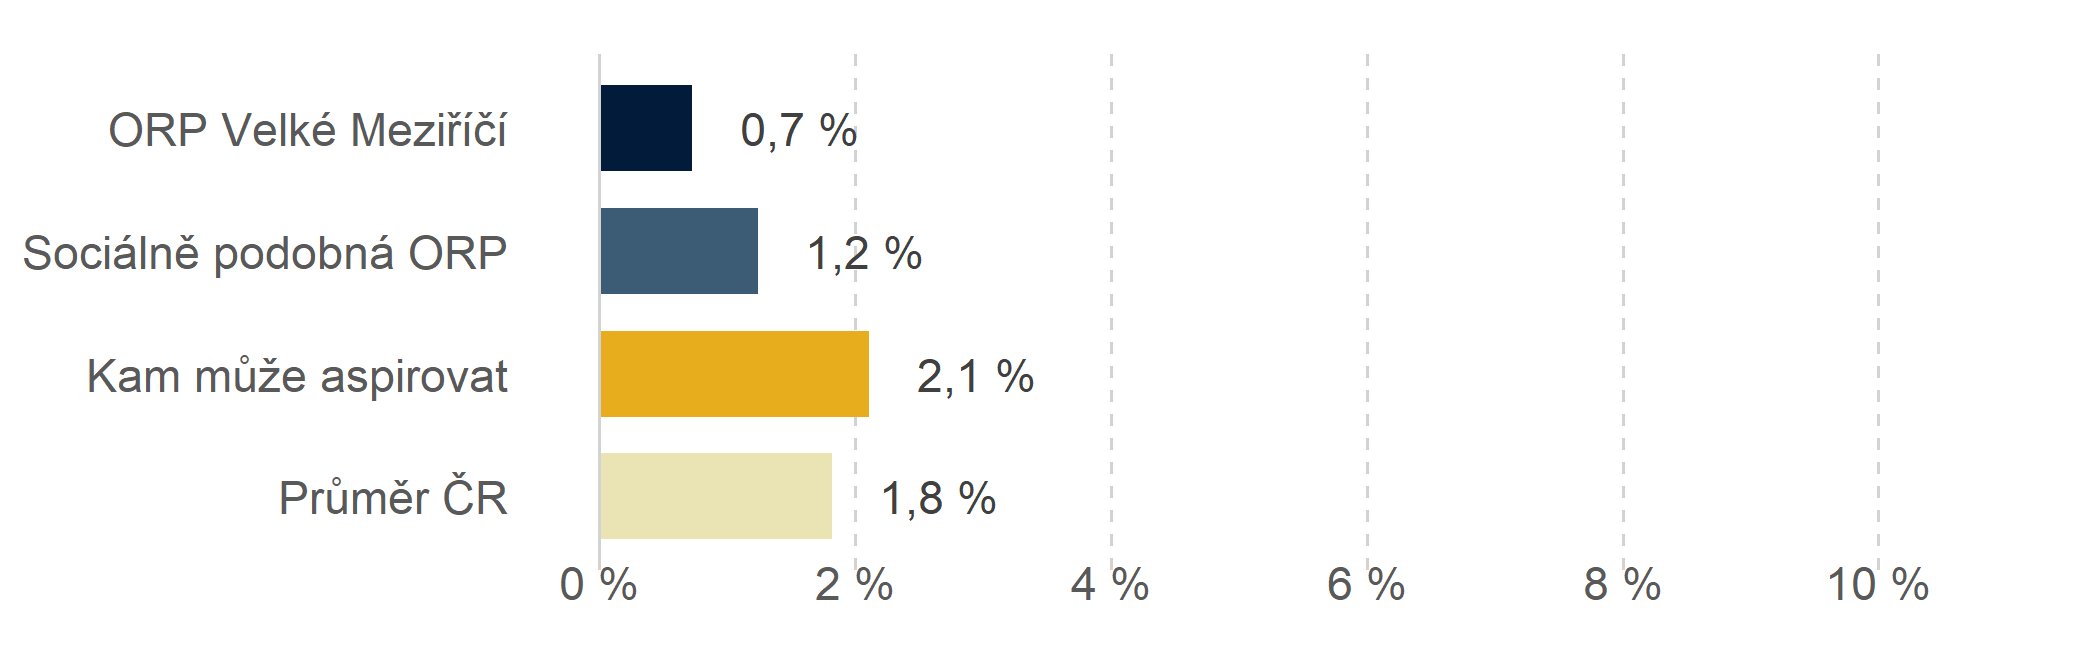 ORP Velké Meziříčí 0,7 %
Sociálně podobná ORP 1,2 %
Kam může aspirovat 2,1 %
Průměr ČR 1,8 %
0 % 2 % 4 % 6 % 8 % 10 %